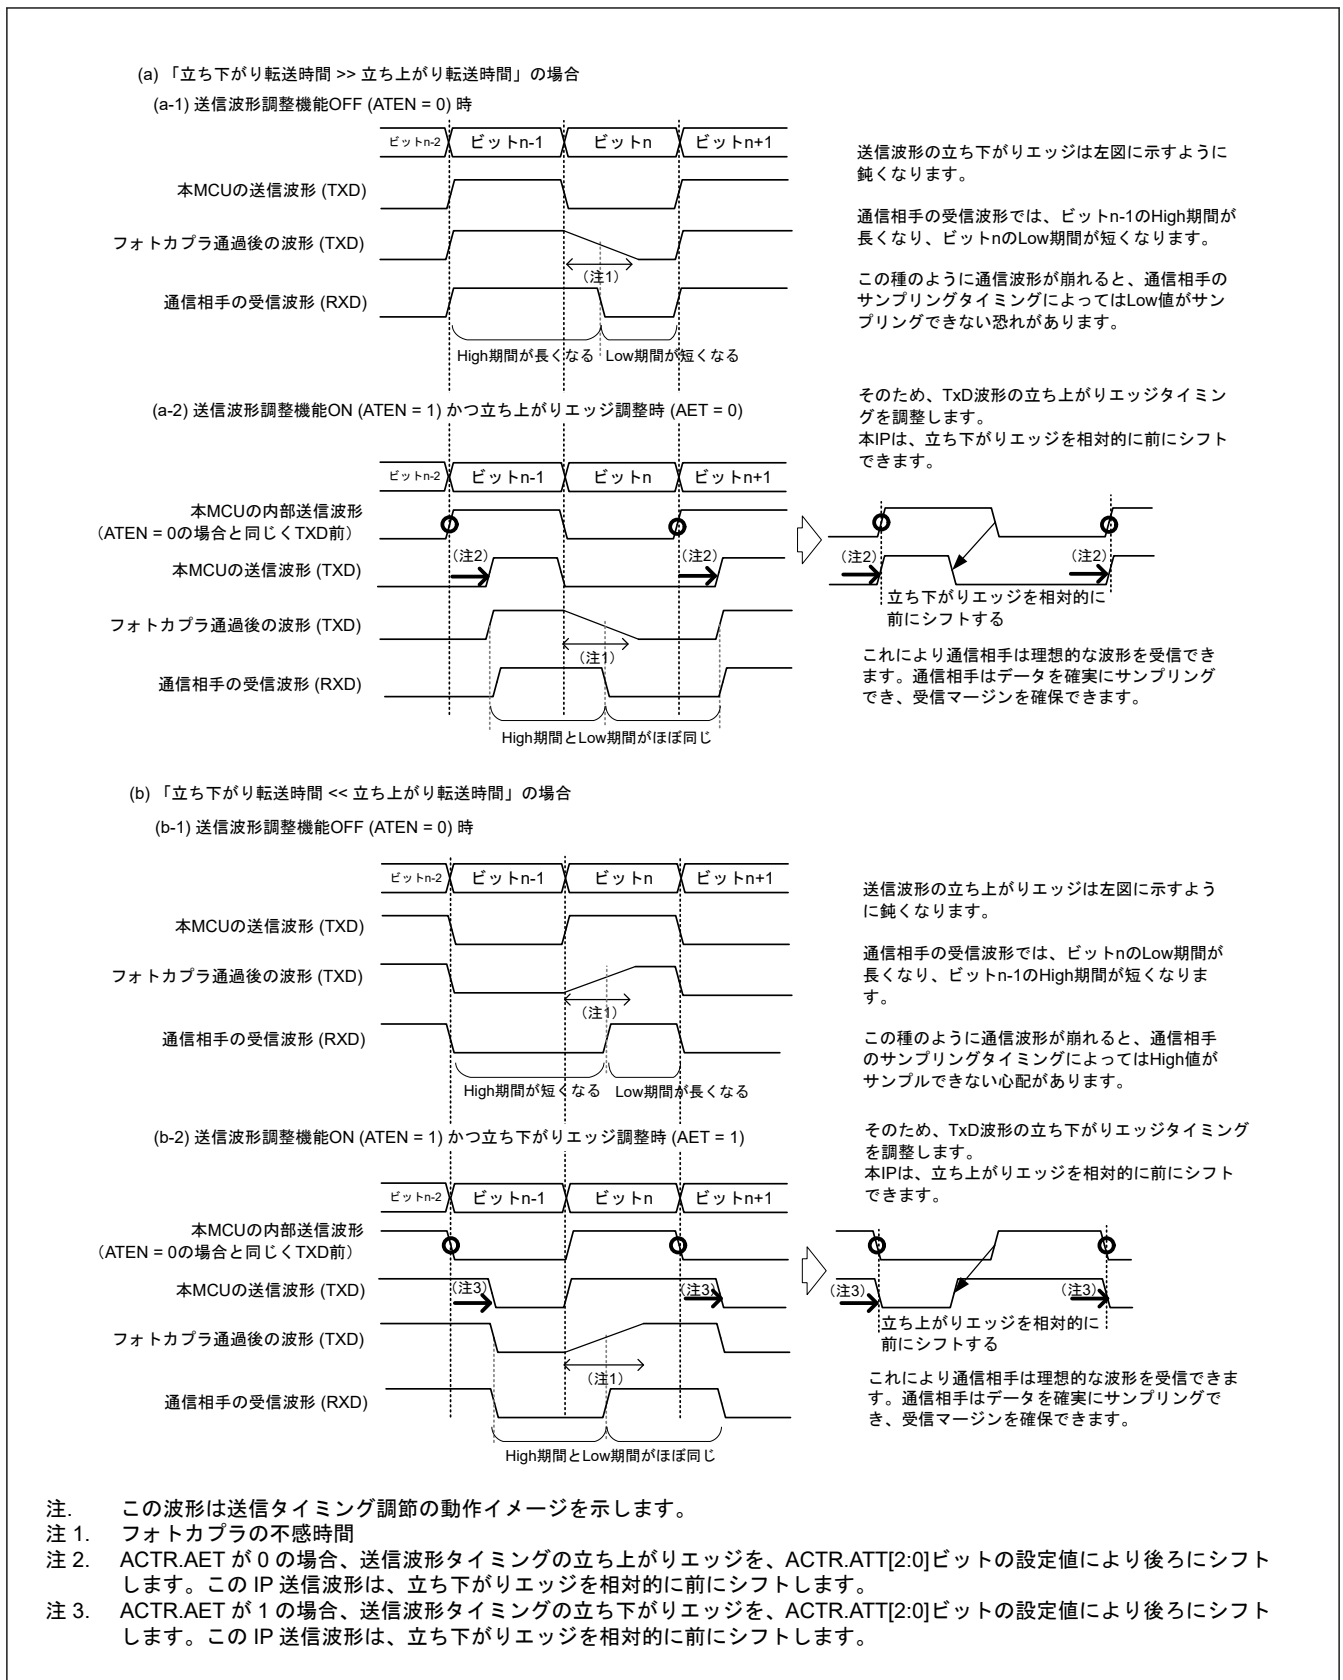 (a) 「立ち下がり転送時間 >> 立ち上がり転送時間」の場合
(a-1) 送信波形調整機能OFF (ATEN = 0) 時
ビットn-2 ビットn-1 ビットn ビットn+1
本MCUの送信波形 (TXD)
フォトカプラ通過後の波形 (TXD)
（注1）
通信相手の受信波形 (RXD)
High期間が長くなる Low期間が短くなる
送信波形の立ち下がりエッジは左図に示すように
鈍くなります。
通信相手の受信波形では、ビットn-1のHigh期間が
長くなり、ビットnのLow期間が短くなります。
この種のように通信波形が崩れると、通信相手の
サンプリングタイミングによってはLow値がサン
プリングできない恐れがあります。
(a-2) 送信波形調整機能ON (ATEN = 1) かつ立ち上がりエッジ調整時 (AET = 0)
そのため、TxD波形の立ち上がりエッジタイミン
グを調整します。
本IPは、立ち下がりエッジを相対的に前にシフト
できます。
ビットn-2 ビットn-1 ビットn ビットn+1
本MCUの内部送信波形
（ATEN = 0の場合と同じくTXD前）
（注2） （注2）
本MCUの送信波形 (TXD)
フォトカプラ通過後の波形 (TXD)
（注1）
通信相手の受信波形 (RXD)
High期間とLow期間がほぼ同じ
（注2） （注2）
立ち下がりエッジを相対的に
前にシフトする
これにより通信相手は理想的な波形を受信でき
ます。通信相手はデータを確実にサンプリング
でき、受信マージンを確保できます。
(b) 「立ち下がり転送時間 << 立ち上がり転送時間」の場合
(b-1) 送信波形調整機能OFF (ATEN = 0) 時
ビットn-2 ビットn-1 ビットn ビットn+1
本MCUの送信波形 (TXD)
フォトカプラ通過後の波形 (TXD)
（注1）
通信相手の受信波形 (RXD)
High期間が短くなる Low期間が長くなる
送信波形の立ち上がりエッジは左図に示すよう
に鈍くなります。
通信相手の受信波形では、ビットnのLow期間が
長くなり、ビットn-1のHigh期間が短くなりま
す。
この種のように通信波形が崩れると、通信相手
のサンプリングタイミングによってはHigh値が
サンプルできない心配があります。
(b-2) 送信波形調整機能ON (ATEN = 1) かつ立ち下がりエッジ調整時 (AET = 1)
そのため、TxD波形の立ち下がりエッジタイミング
を調整します。
本IPは、立ち上がりエッジを相対的に前にシフト
できます。
ビットn-2 ビットn-1 ビットn ビットn+1
本MCUの内部送信波形
（ATEN = 0の場合と同じくTXD前）
本MCUの送信波形 (TXD)
（注3） （注3）
フォトカプラ通過後の波形 (TXD)
（注1）
通信相手の受信波形 (RXD)
High期間とLow期間がほぼ同じ
（注3） （注3）
立ち上がりエッジを相対的に
前にシフトする
これにより通信相手は理想的な波形を受信できま
す。通信相手はデータを確実にサンプリングで
き、受信マージンを確保できます。
注. この波形は送信タイミング調節の動作イメージを示します。
注 1. フォトカプラの不感時間
注 2. ACTR.AET が 0 の場合、送信波形タイミングの立ち上がりエッジを、ACTR.ATT[2:0]ビットの設定値により後ろにシフト
します。この IP 送信波形は、立ち下がりエッジを相対的に前にシフトします。
注 3. ACTR.AET が 1 の場合、送信波形タイミングの立ち下がりエッジを、ACTR.ATT[2:0]ビットの設定値により後ろにシフト
します。この IP 送信波形は、立ち下がりエッジを相対的に前にシフトします。